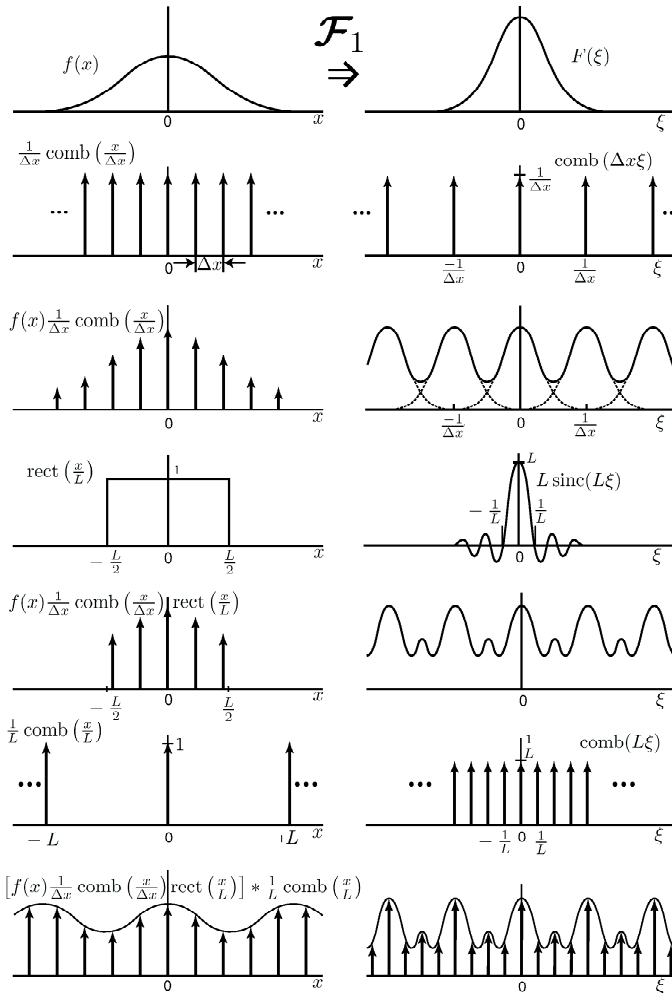 f(x) 𝓕₁ ⇒ F(ξ)
0 x 0 ξ
1/Δx comb (x/Δx) 1/Δx comb (Δxξ)
... ... ... ...
0 Δx x -1/Δx 0 1/Δx ξ
f(x) 1/Δx comb (x/Δx)
0 x -1/Δx 0 1/Δx ξ
rect (x/L) 1 L L sinc(Lξ)
- 1/L 1/L
- L/2 0 L/2 x 0 ξ
f(x) 1/Δx comb (x/Δx) rect (x/L)
- L/2 0 L/2 x 0 ξ
1/L comb (x/L) 1 1/L comb(Lξ)
... ... ... ...
- L 0 L x - 1/L 0 1/L ξ
[f(x) 1/Δx comb (x/Δx) rect (x/L)] * 1/L comb (x/L)
0 x 0 ξ